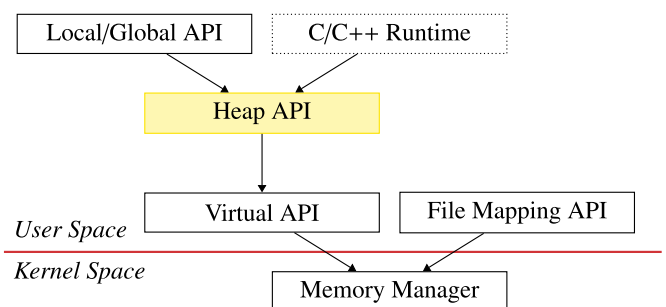 Local/Global API
C/C++ Runtime
Heap API
Virtual API
File Mapping API
User Space
Kernel Space
Memory Manager